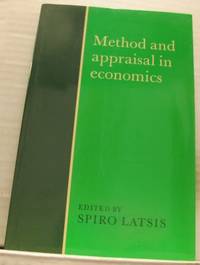 Method and
appraisal in
economics
EDITED BY
SPIRO LATSIS